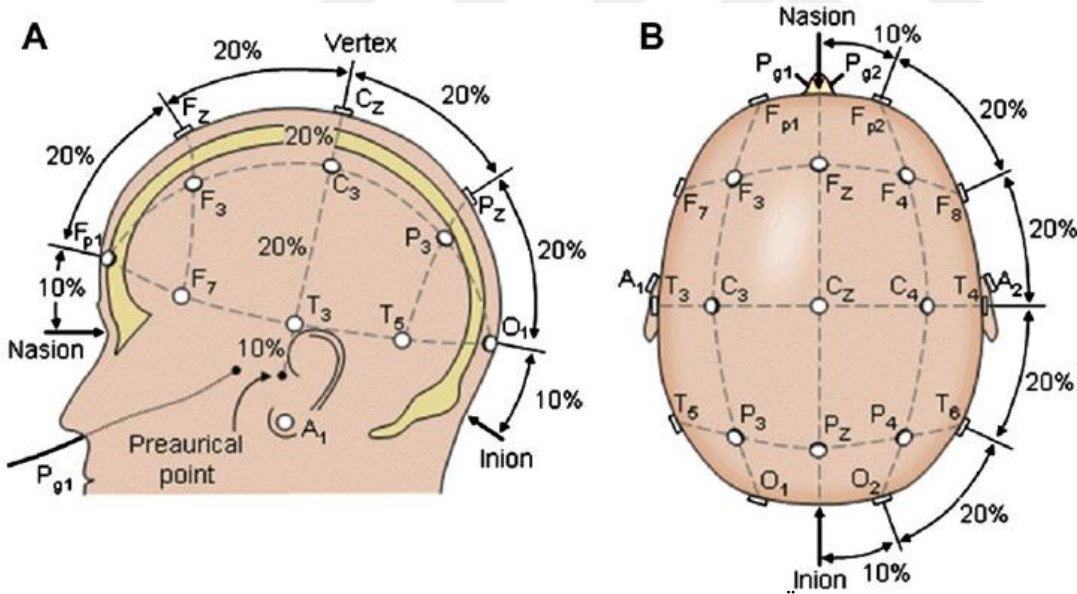 A
20%
Vertex
Fz
Cz
20%
20%
20%
F3
C3
Pz
Fp1
20%
P3
20%
10%
F7
T3
T5
O1
Nasion
10%
10%
A1
Preaurical
point
Inion
Pg1
B
Nasion
10%
Pg1
Pg2
Fp1
Fp2
20%
F7
F3
Fz
F4
F8
20%
A1
T3
C3
Cz
C4
T4
A2
20%
T5
P3
Pz
P4
T6
O1
O2
20%
10%
Inion